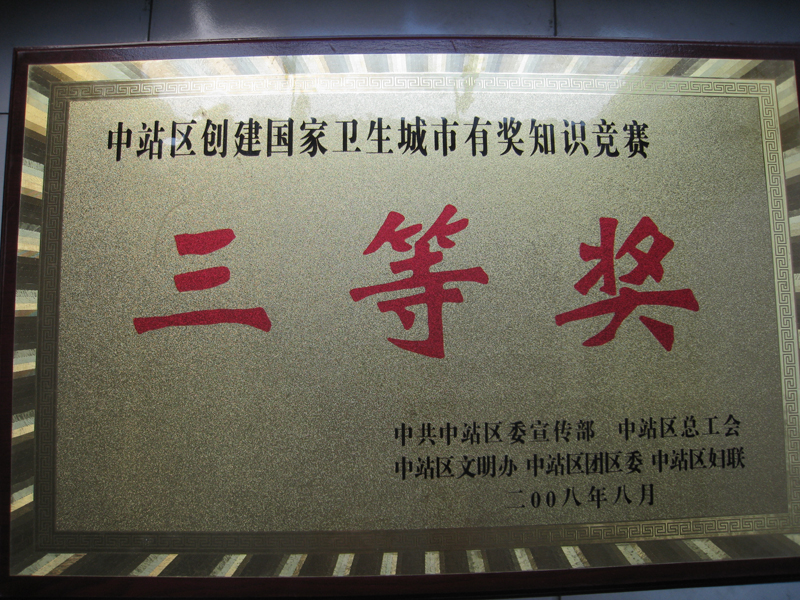 中站区创建国家卫生城市有奖知识竞赛
三等奖
中共中站区委宣传部 中站区总工会
中站区文明办 中站区团区委 中站区妇联
二00八年八月